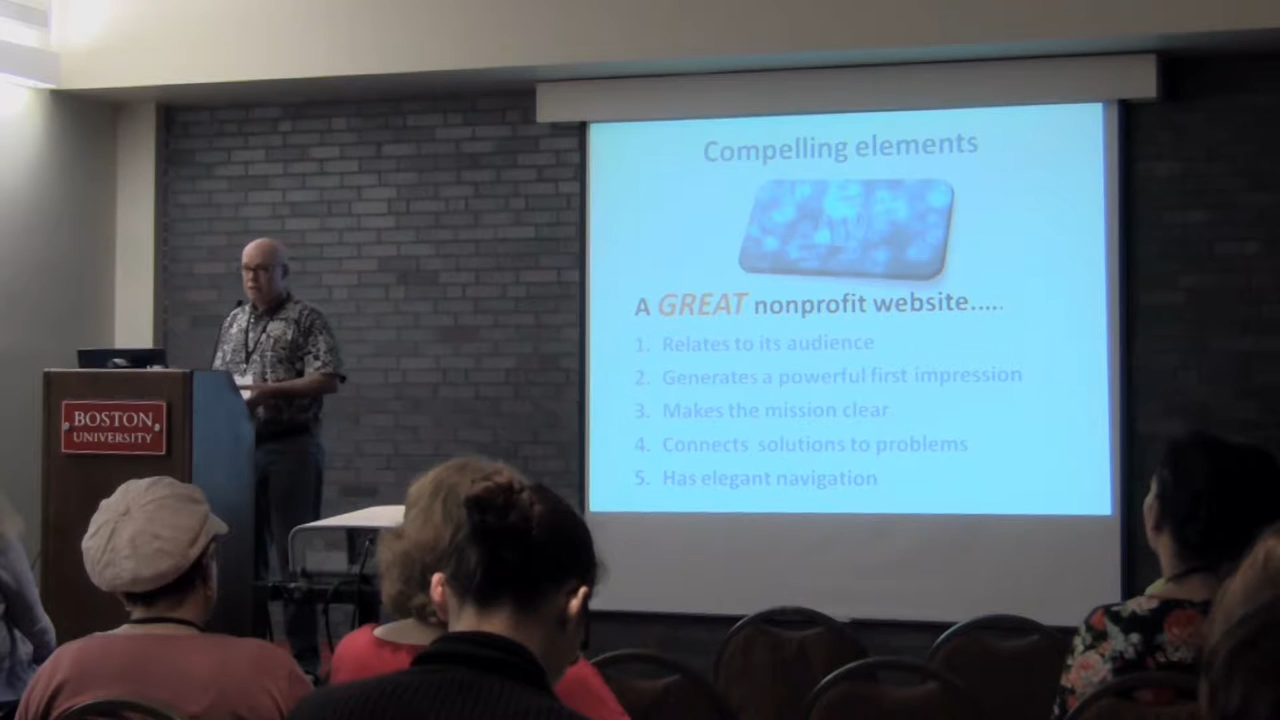 Compelling elements
A GREAT nonprofit website.....
1. Relates to its audience
2. Generates a powerful first impression
3. Makes the mission clear
4. Connects solutions to problems
5. Has elegant navigation
BOSTON
UNIVERSITY